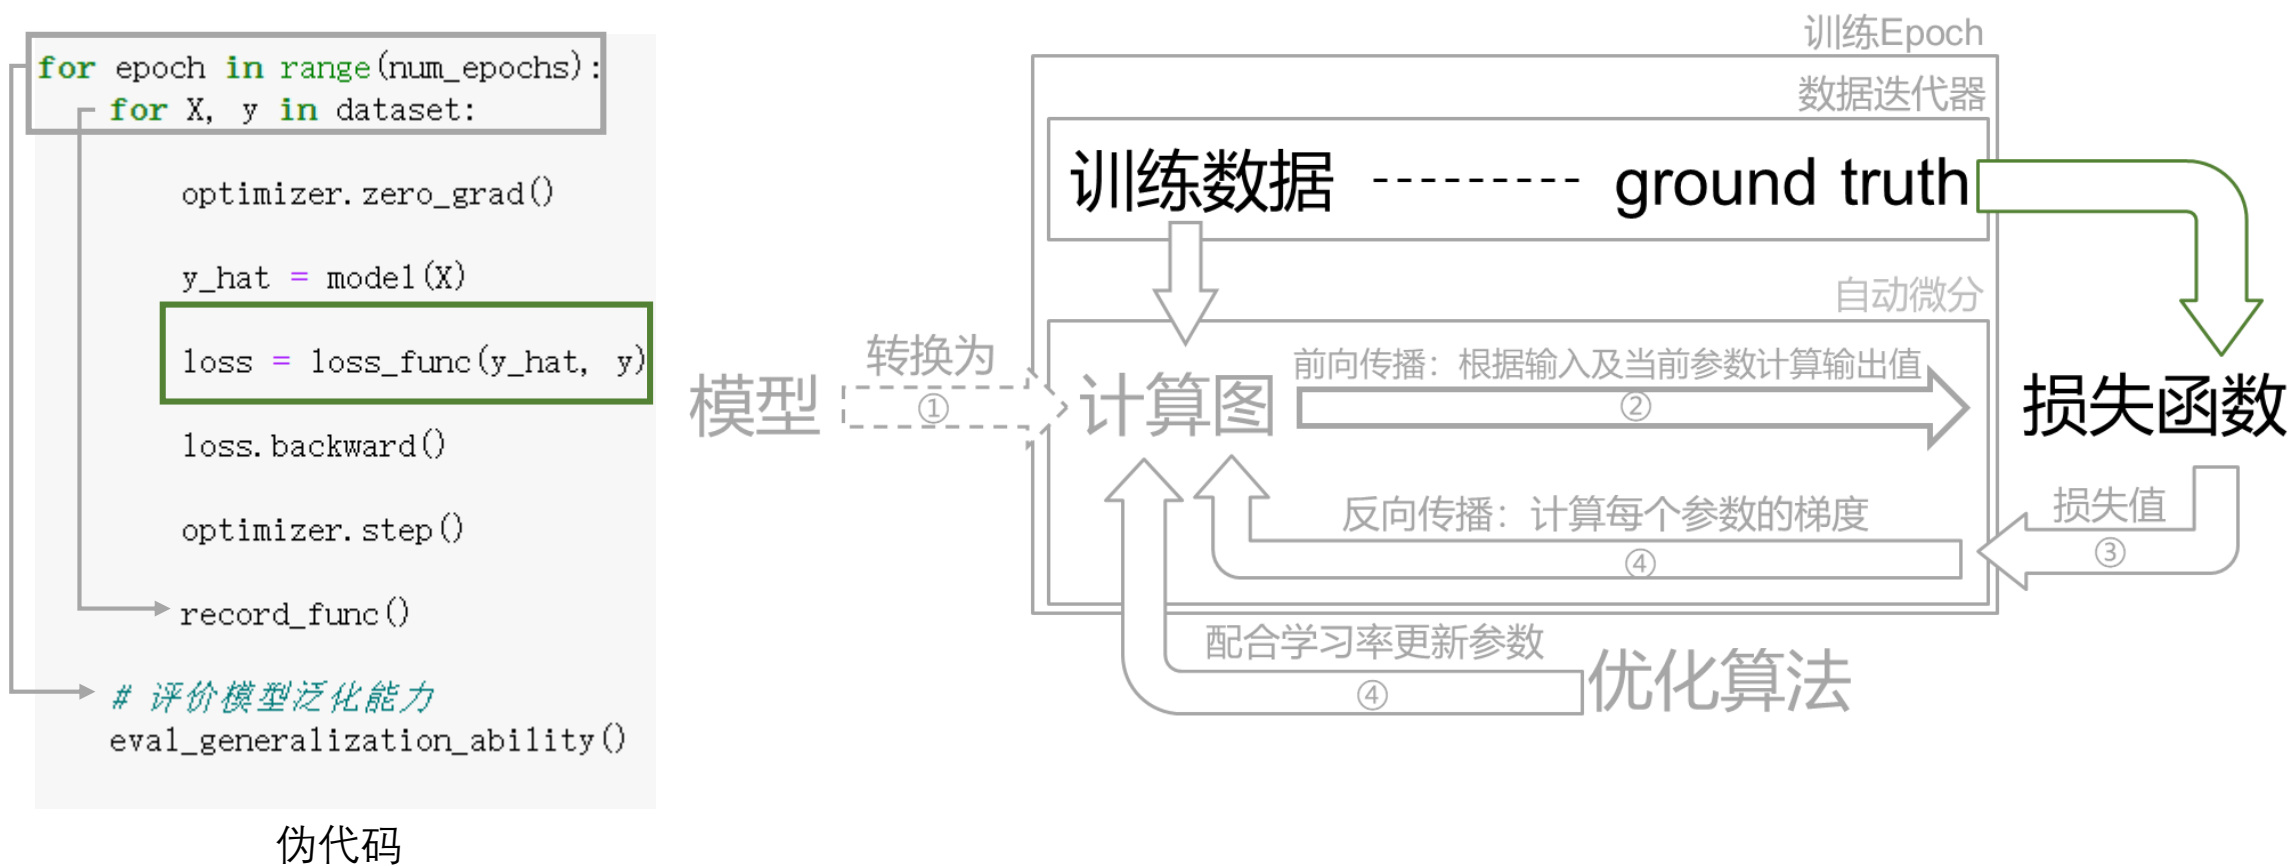 for epoch in range(num_epochs):
for X, y in dataset:
optimizer.zero_grad()
y_hat = model(X)
loss = loss_func(y_hat, y)
loss.backward()
optimizer.step()
record_func()
# 评价模型泛化能力
eval_generalization_ability()
伪代码
训练Epoch
数据迭代器
训练数据 --------- ground truth
自动微分
转换为
前向传播：根据输入及当前参数计算输出值
模型 ① 计算图 ② 损失函数
反向传播：计算每个参数的梯度
④
损失值
③
配合学习率更新参数
④
优化算法